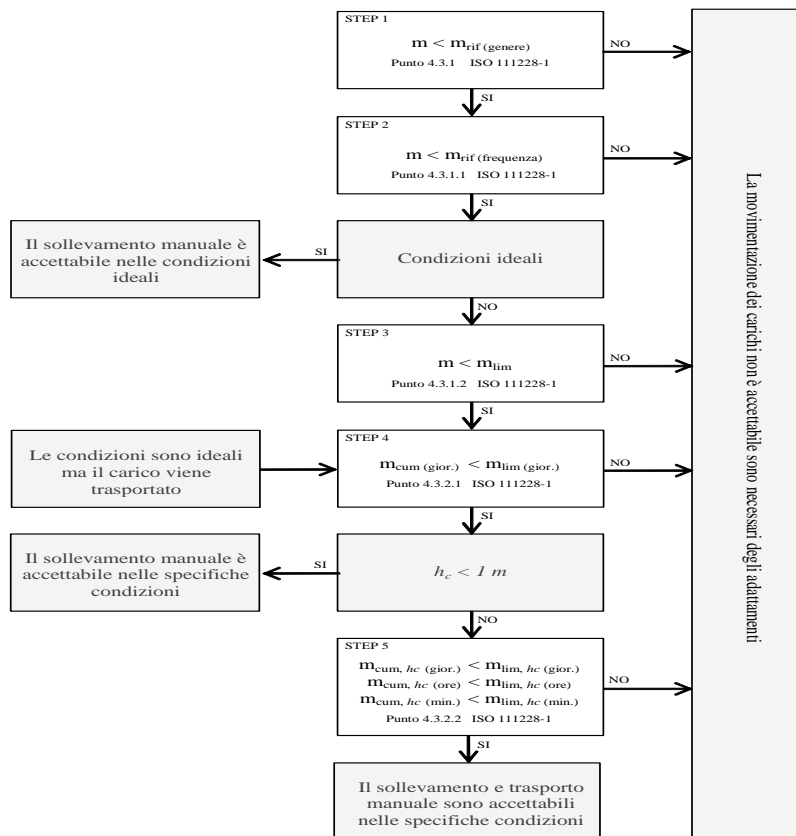 STEP 1
m < mrif (genere)
Punto 4.3.1 ISO 111228-1
NO
SI
STEP 2
m < mrif (frequenza)
Punto 4.3.1.1 ISO 111228-1
NO
SI
Il sollevamento manuale è
accettabile nelle condizioni
ideali
SI
Condizioni ideali
NO
STEP 3
m < mlim
Punto 4.3.1.2 ISO 111228-1
NO
SI
Le condizioni sono ideali
ma il carico viene
trasportato
STEP 4
mcum (gior.) < mlim (gior.)
Punto 4.3.2.1 ISO 111228-1
NO
SI
Il sollevamento manuale è
accettabile nelle specifiche
condizioni
SI
hc < 1 m
NO
STEP 5
mcum, hc (gior.) < mlim, hc (gior.)
mcum, hc (ore) < mlim, hc (ore)
mcum, hc (min.) < mlim, hc (min.)
Punto 4.3.2.2 ISO 111228-1
NO
SI
Il sollevamento e trasporto
manuale sono accettabili
nelle specifiche condizioni
La movimentazione dei carichi non è accettabile sono necessari degli adattamenti